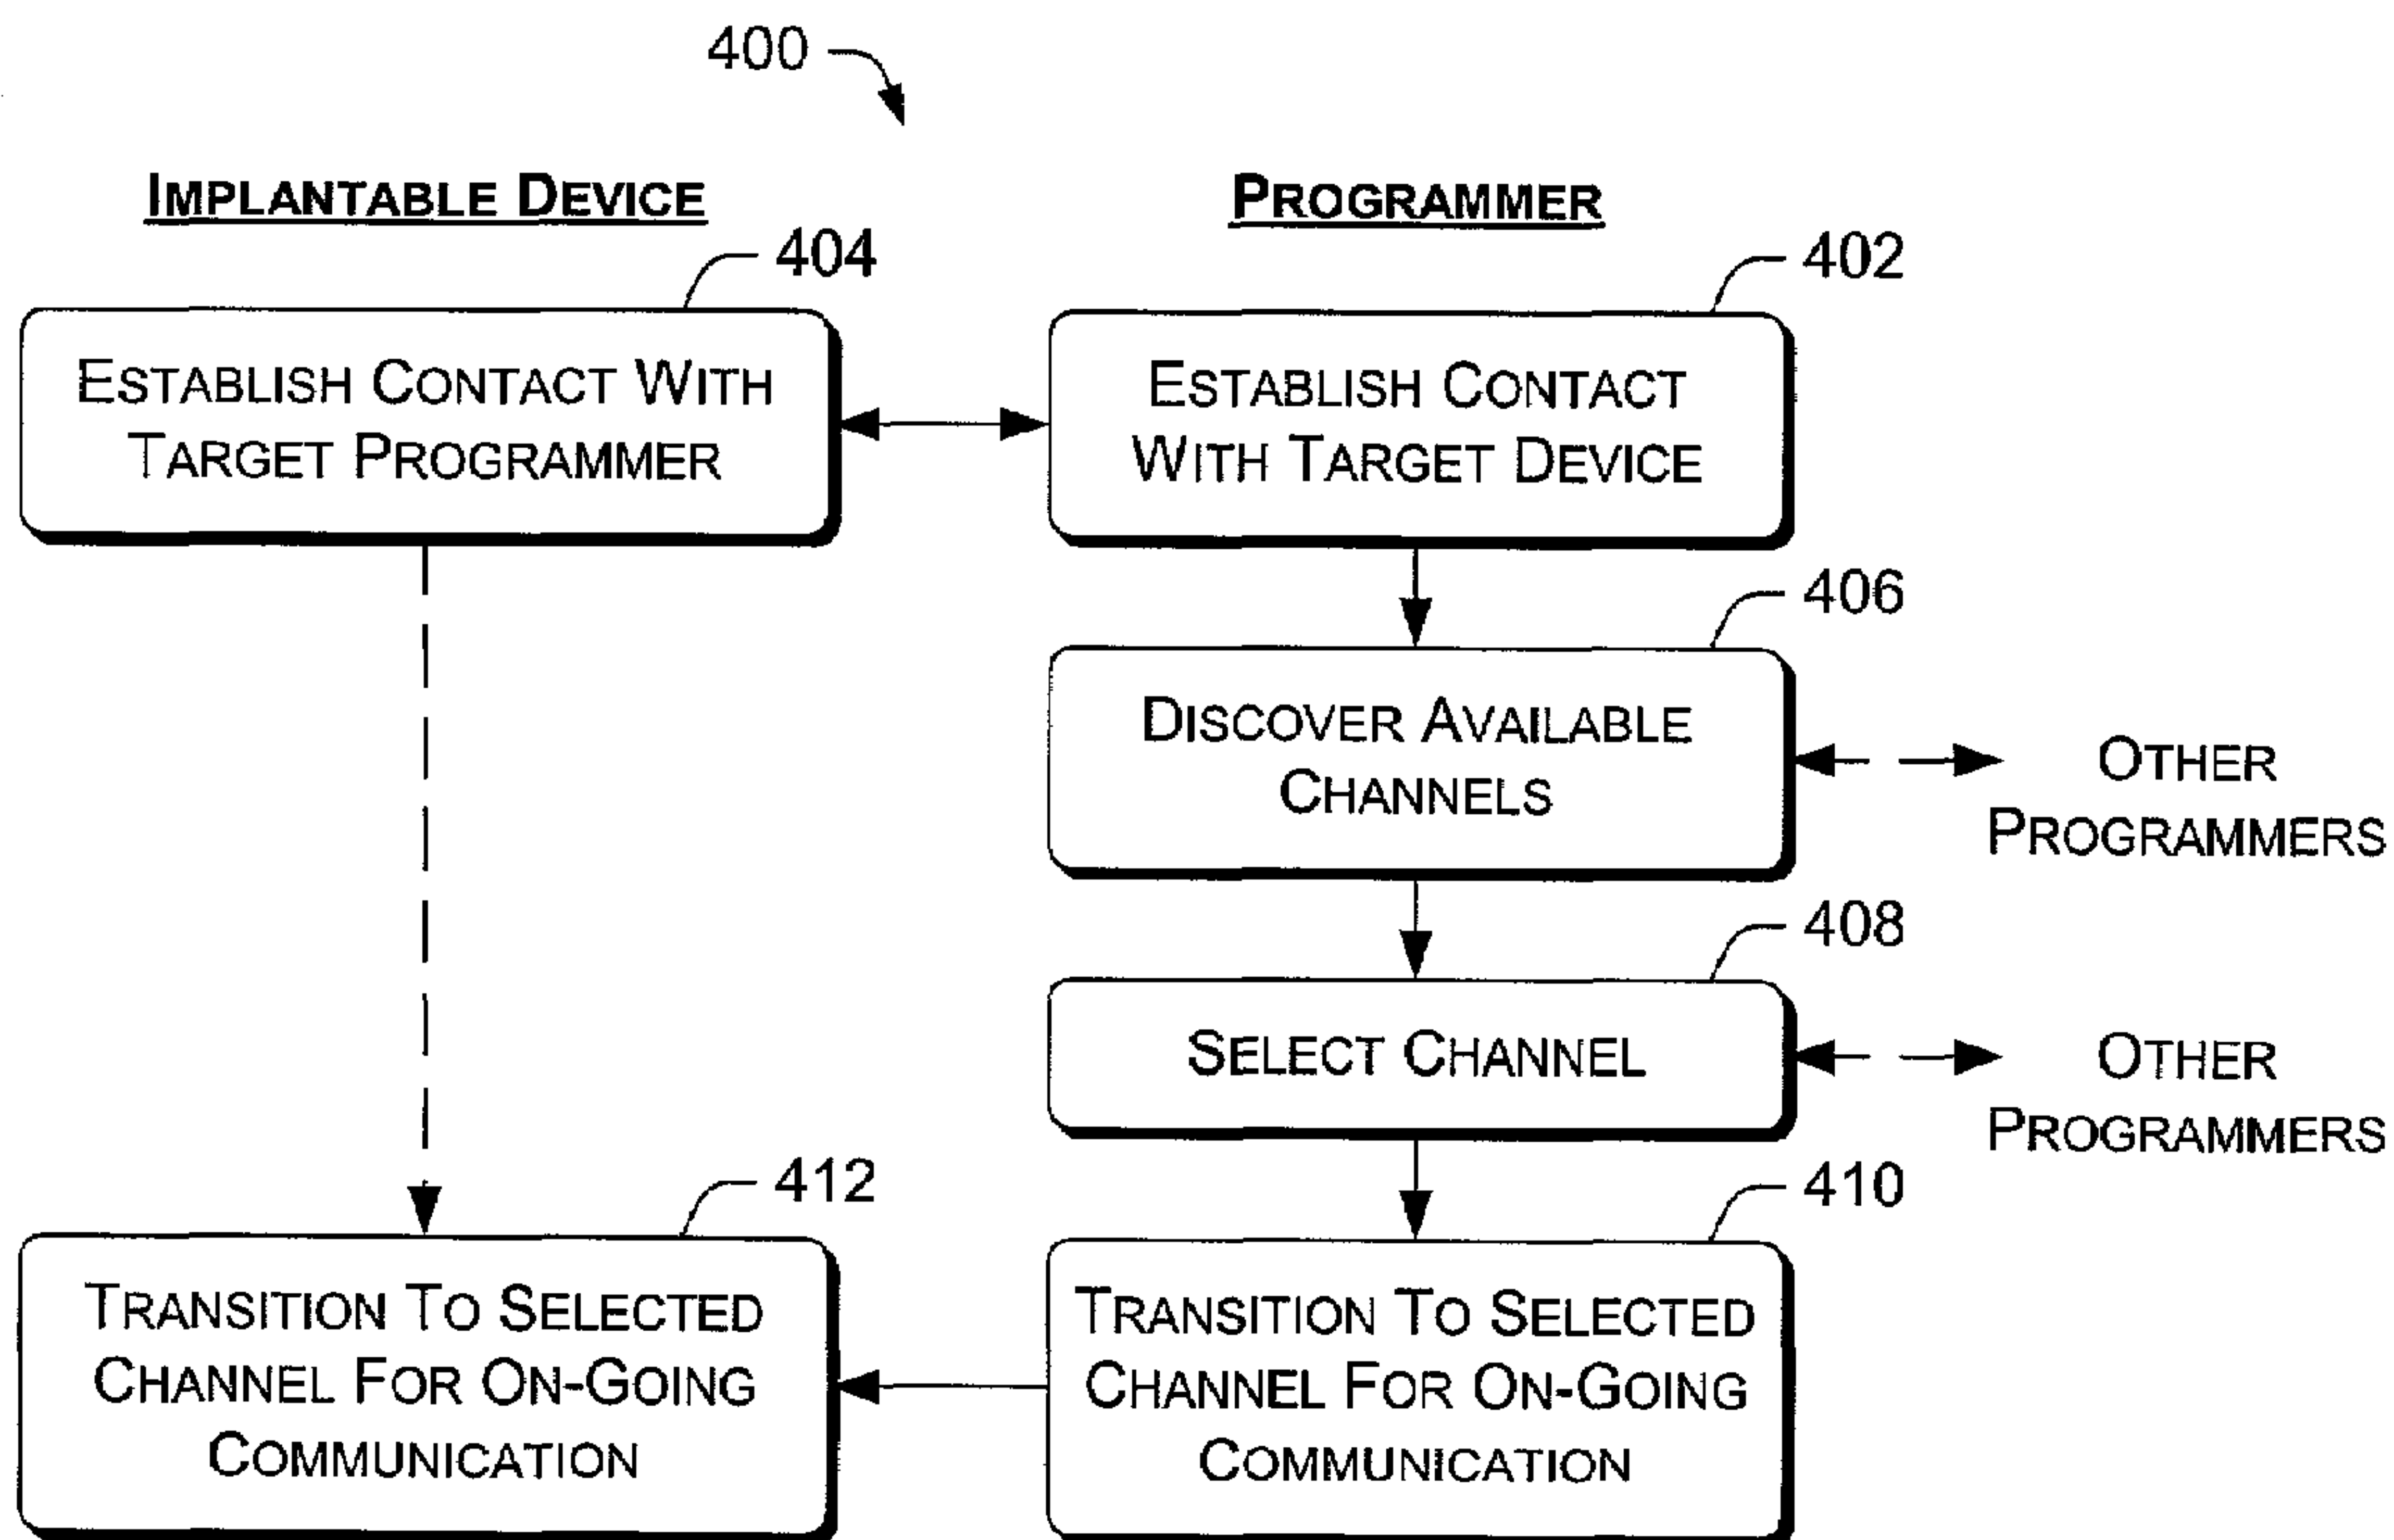 400
IMPLANTABLE DEVICE
PROGRAMMER
404
402
ESTABLISH CONTACT WITH
TARGET PROGRAMMER
ESTABLISH CONTACT
WITH TARGET DEVICE
406
DISCOVER AVAILABLE
CHANNELS
OTHER
PROGRAMMERS
408
SELECT CHANNEL
OTHER
PROGRAMMERS
412
410
TRANSITION TO SELECTED
CHANNEL FOR ON-GOING
COMMUNICATION
TRANSITION TO SELECTED
CHANNEL FOR ON-GOING
COMMUNICATION